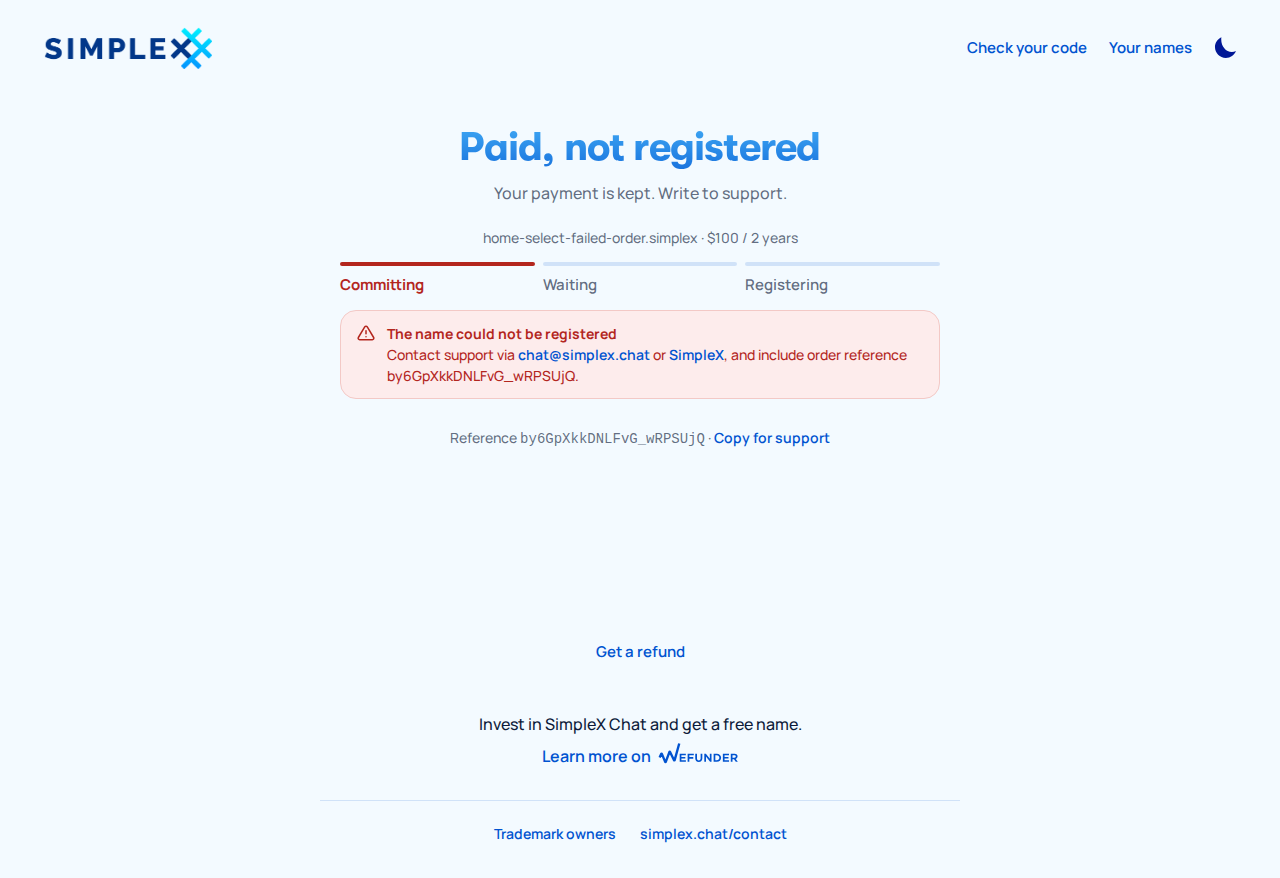 SIMPLEX
Check your code
Your names
Paid, not registered
Your payment is kept. Write to support.
home-select-failed-order.simplex · $100 / 2 years
Committing
Waiting
Registering
The name could not be registered
Contact support via chat@simplex.chat or SimpleX, and include order reference
by6GpXkkDNLFvG_wRPSUjQ.
Reference by6GpXkkDNLFvG_wRPSUjQ · Copy for support
Get a refund
Invest in SimpleX Chat and get a free name.
Learn more on WEFUNDER
Trademark owners
simplex.chat/contact